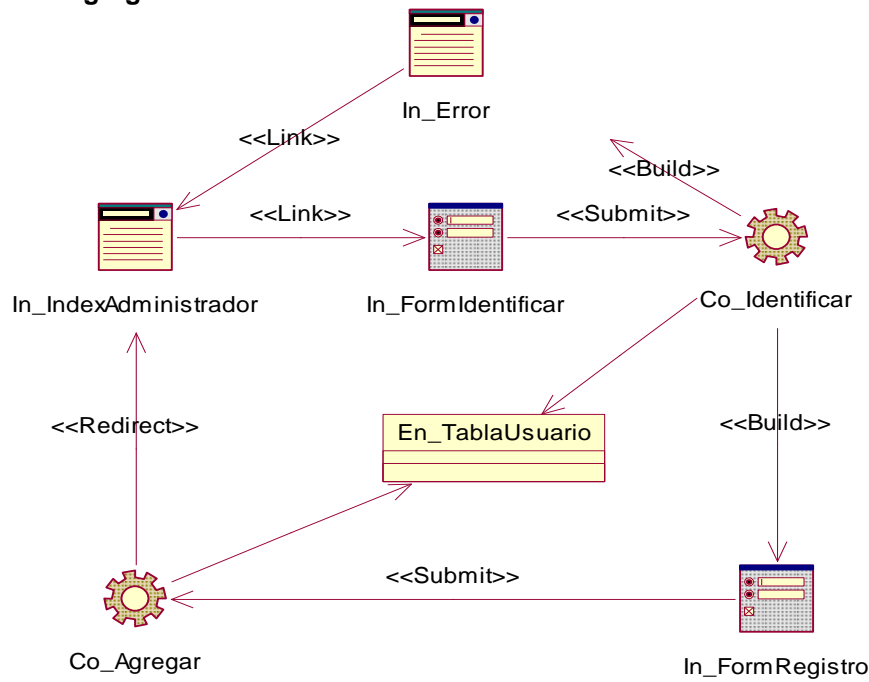 In_Error
<<Link>>
<<Build>>
<<Link>>
<<Submit>>
In_IndexAdministrador
In_FormIdentificar
Co_Identificar
<<Redirect>>
En_TablaUsuario
<<Build>>
<<Submit>>
Co_Agregar
In_FormRegistro